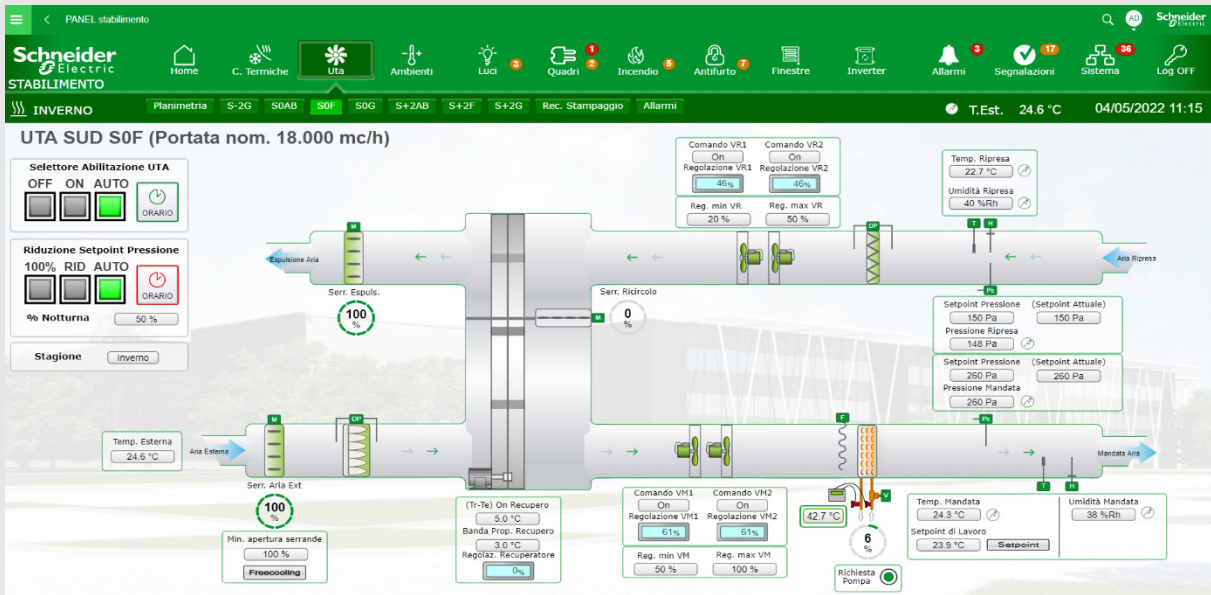 PANEL stabilimento
AD
Schneider Electric
Schneider Electric
STABILIMENTO
Home
C. Termiche
Uta
Ambienti
Luci 3
Quadri 1 2
Incendio 5
Antifurto 7
Finestre
Inverter
Allarmi 3
Segnalazioni 17
Sistema 36
Log OFF
INVERNO
Planimetria S-2G S0AB S0F S0G S+2AB S+2F S+2G Rec. Stampaggio Allarmi
T.Est. 24.6 °C 04/05/2022 11:15
UTA SUD S0F (Portata nom. 18.000 mc/h)
Selettore Abilitazione UTA
OFF ON AUTO
ORARIO
Riduzione Setpoint Pressione
100% RID AUTO
ORARIO
% Notturna 50 %
Stagione Inverno
Comando VR1 Comando VR2
On On
Regolazione VR1 Regolazione VR2
46% 46%
Reg. min VR Reg. max VR
20 % 50 %
Temp. Ripresa
22.7 °C
Umidità Ripresa
40 %Rh
M
DP
T H
Espulsione Aria
Aria Ripresa
Serr. Espuls.
100 %
Serr. Ricircolo
M
0 %
Ps
Setpoint Pressione (Setpoint Attuale)
150 Pa 150 Pa
Pressione Ripresa
148 Pa
Setpoint Pressione (Setpoint Attuale)
260 Pa 260 Pa
Pressione Mandata
260 Pa
M
DP
F
Ps
Temp. Esterna
24.6 °C
Aria Esterna
Mandata Aria
Serr. Aria Ext
100 %
Min. apertura serrande
100 %
Freecooling
(Tr-Te) On Recupero
5.0 °C
Banda Prop. Recupero
3.0 °C
Regolaz. Recuperatore
0%
Comando VM1 Comando VM2
On On
Regolazione VM1 Regolazione VM2
61% 61%
Reg. min VM Reg. max VM
50 % 100 %
V
42.7 °C
6 %
Richiesta
Pompa
T H
Temp. Mandata
24.3 °C
Setpoint di Lavoro
23.9 °C Setpoint
Umidità Mandata
38 %Rh